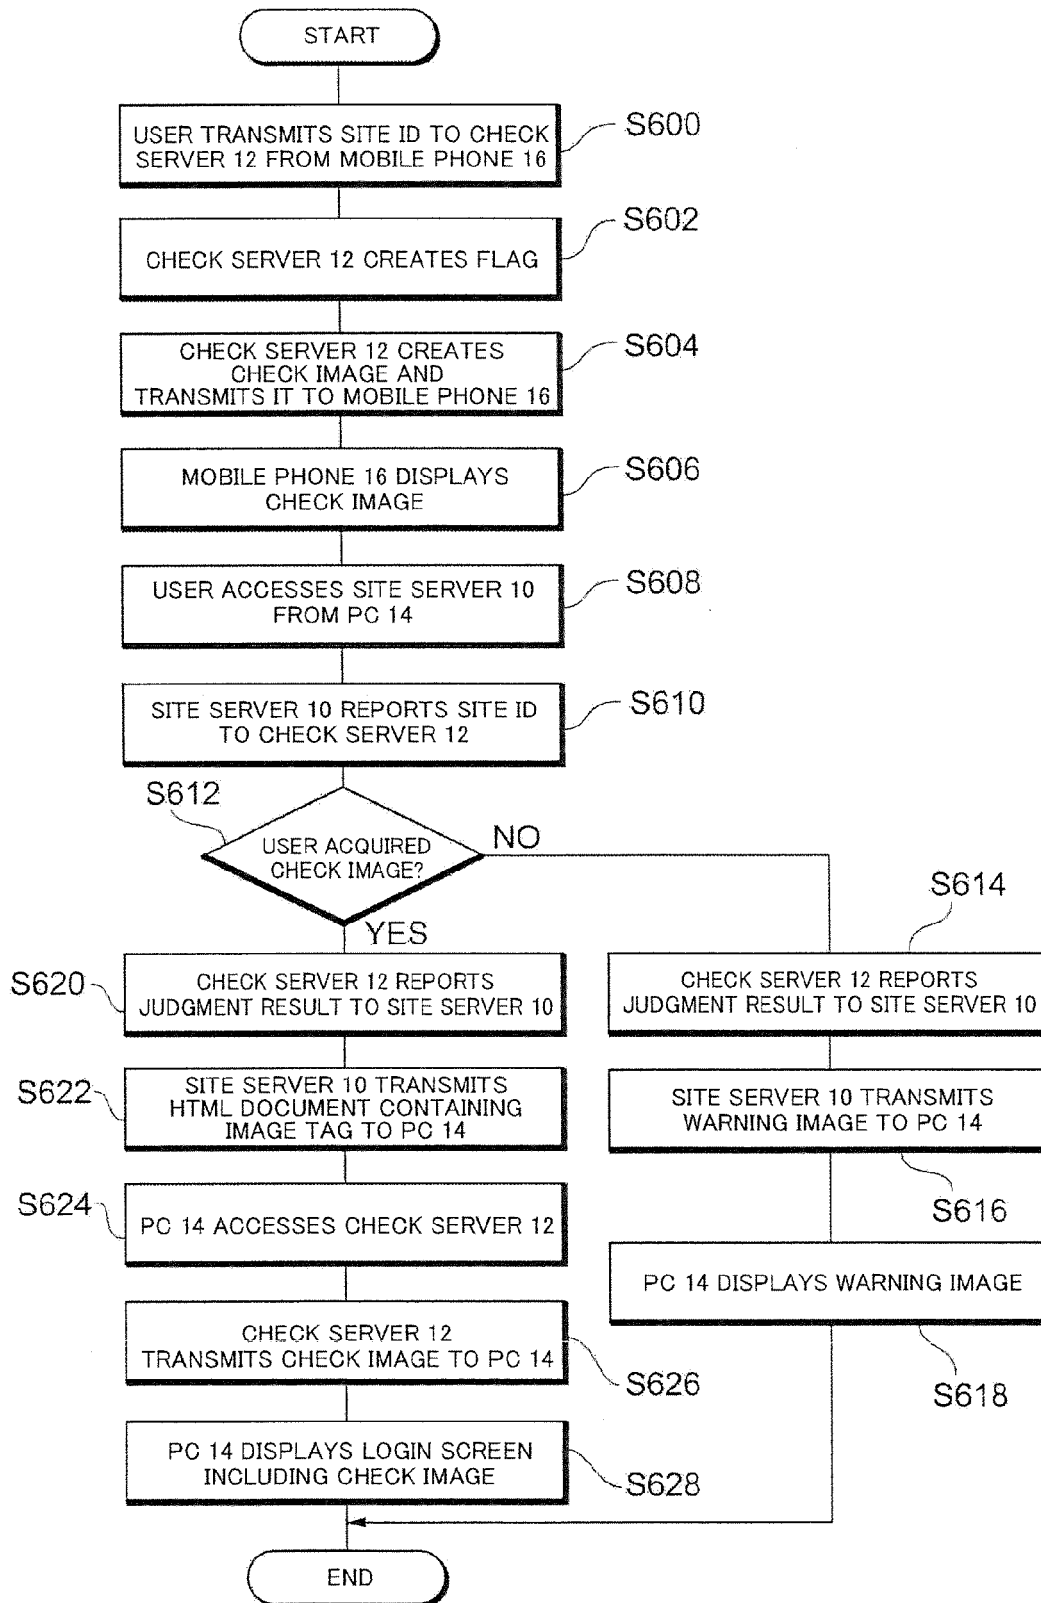 START
USER TRANSMITS SITE ID TO CHECK
SERVER 12 FROM MOBILE PHONE 16
S600
CHECK SERVER 12 CREATES FLAG
S602
CHECK SERVER 12 CREATES
CHECK IMAGE AND
TRANSMITS IT TO MOBILE PHONE 16
S604
MOBILE PHONE 16 DISPLAYS
CHECK IMAGE
S606
USER ACCESSES SITE SERVER 10
FROM PC 14
S608
SITE SERVER 10 REPORTS SITE ID
TO CHECK SERVER 12
S610
S612
USER ACQUIRED
CHECK IMAGE?
NO
YES
S614
CHECK SERVER 12 REPORTS
JUDGMENT RESULT TO SITE SERVER 10
S620
CHECK SERVER 12 REPORTS
JUDGMENT RESULT TO SITE SERVER 10
S622
SITE SERVER 10 TRANSMITS
HTML DOCUMENT CONTAINING
IMAGE TAG TO PC 14
SITE SERVER 10 TRANSMITS
WARNING IMAGE TO PC 14
S616
S624
PC 14 ACCESSES CHECK SERVER 12
PC 14 DISPLAYS WARNING IMAGE
S618
CHECK SERVER 12
TRANSMITS CHECK IMAGE TO PC 14
S626
PC 14 DISPLAYS LOGIN SCREEN
INCLUDING CHECK IMAGE
S628
END